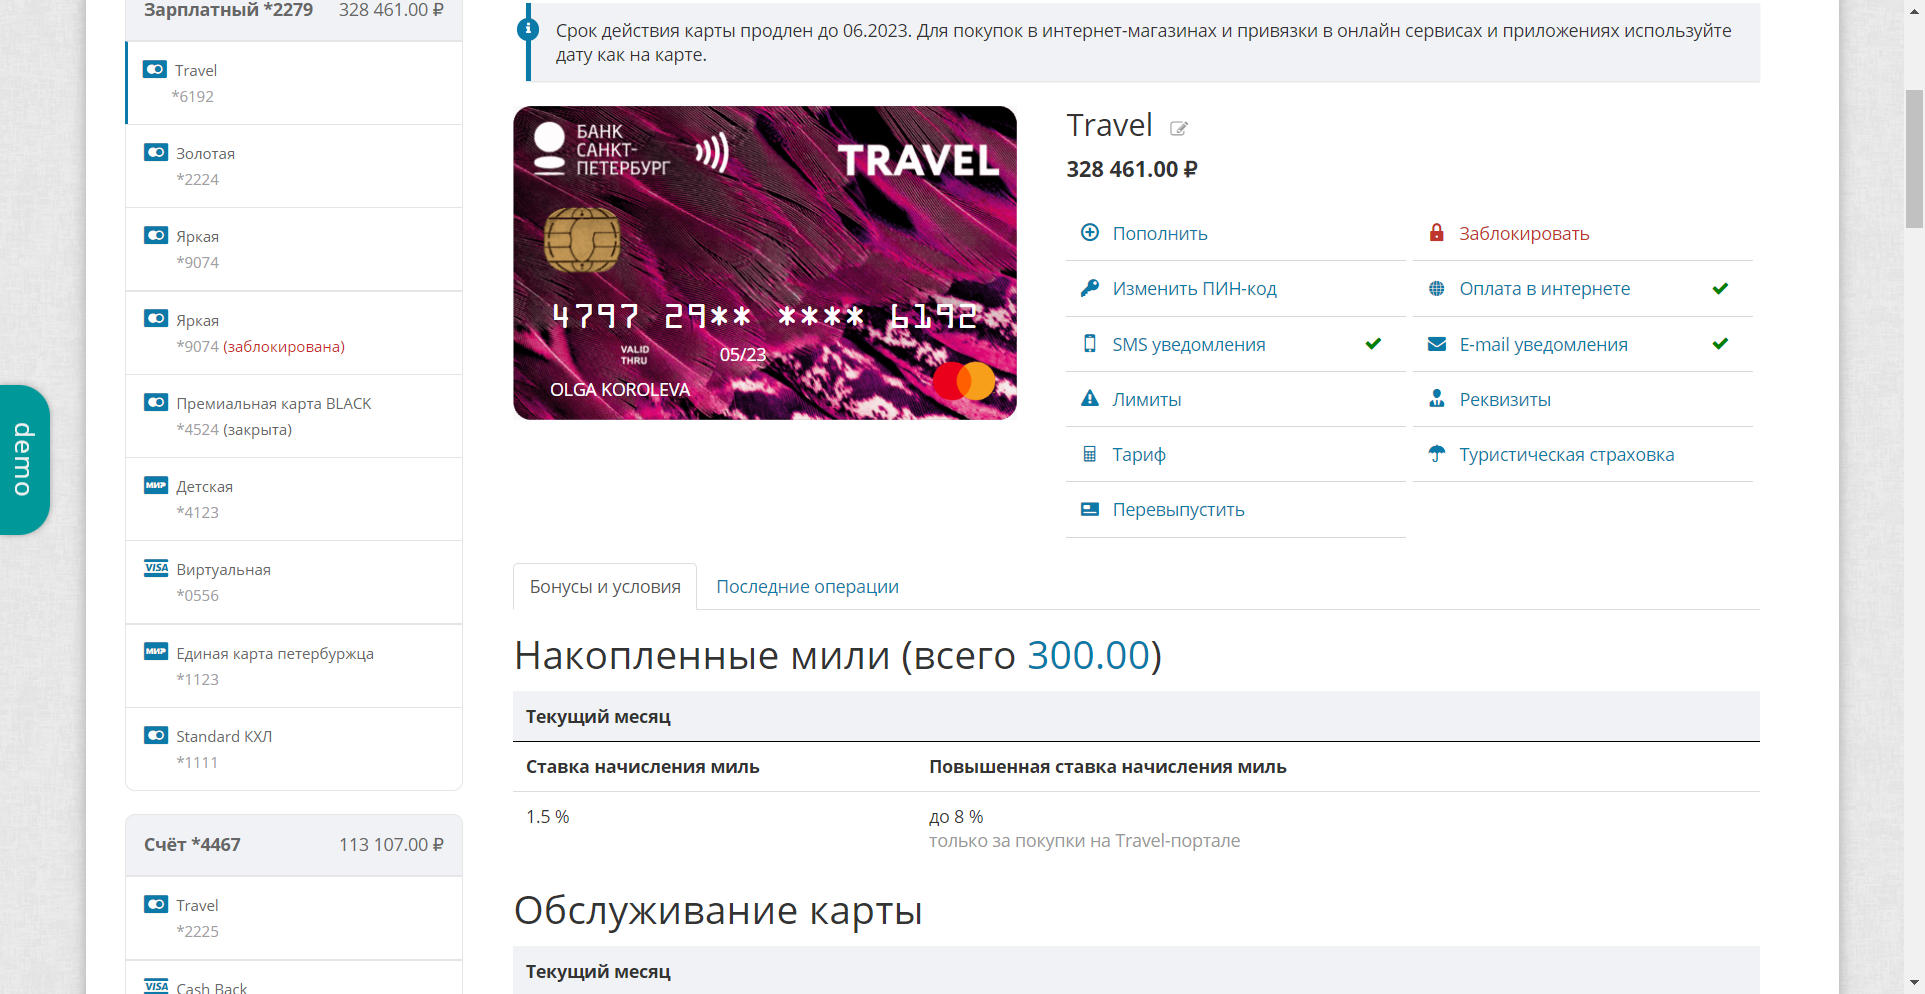 Зарплатный *2279 328 461.00 ₽
Travel
*6192
Золотая
*2224
Яркая
*9074
Яркая
*9074 (заблокирована)
Премиальная карта BLACK
*4524 (закрыта)
МИР Детская
*4123
VISA Виртуальная
*0556
МИР Единая карта петербуржца
*1123
Standard КХЛ
*1111
Счёт *4467 113 107.00 ₽
Travel
*2225
VISA Cash Back
demo
Срок действия карты продлен до 06.2023. Для покупок в интернет-магазинах и привязки в онлайн сервисах и приложениях используйте
дату как на карте.
БАНК
САНКТ-
ПЕТЕРБУРГ
TRAVEL
4797 29** **** 6192
VALID
THRU
05/23
OLGA KOROLEVA
Travel
328 461.00 ₽
Пополнить
Заблокировать
Изменить ПИН-код
Оплата в интернете
SMS уведомления
E-mail уведомления
Лимиты
Реквизиты
Тариф
Туристическая страховка
Перевыпустить
Бонусы и условия
Последние операции
Накопленные мили (всего 300.00)
Текущий месяц
Ставка начисления миль
Повышенная ставка начисления миль
1.5 %
до 8 %
только за покупки на Travel-портале
Обслуживание карты
Текущий месяц